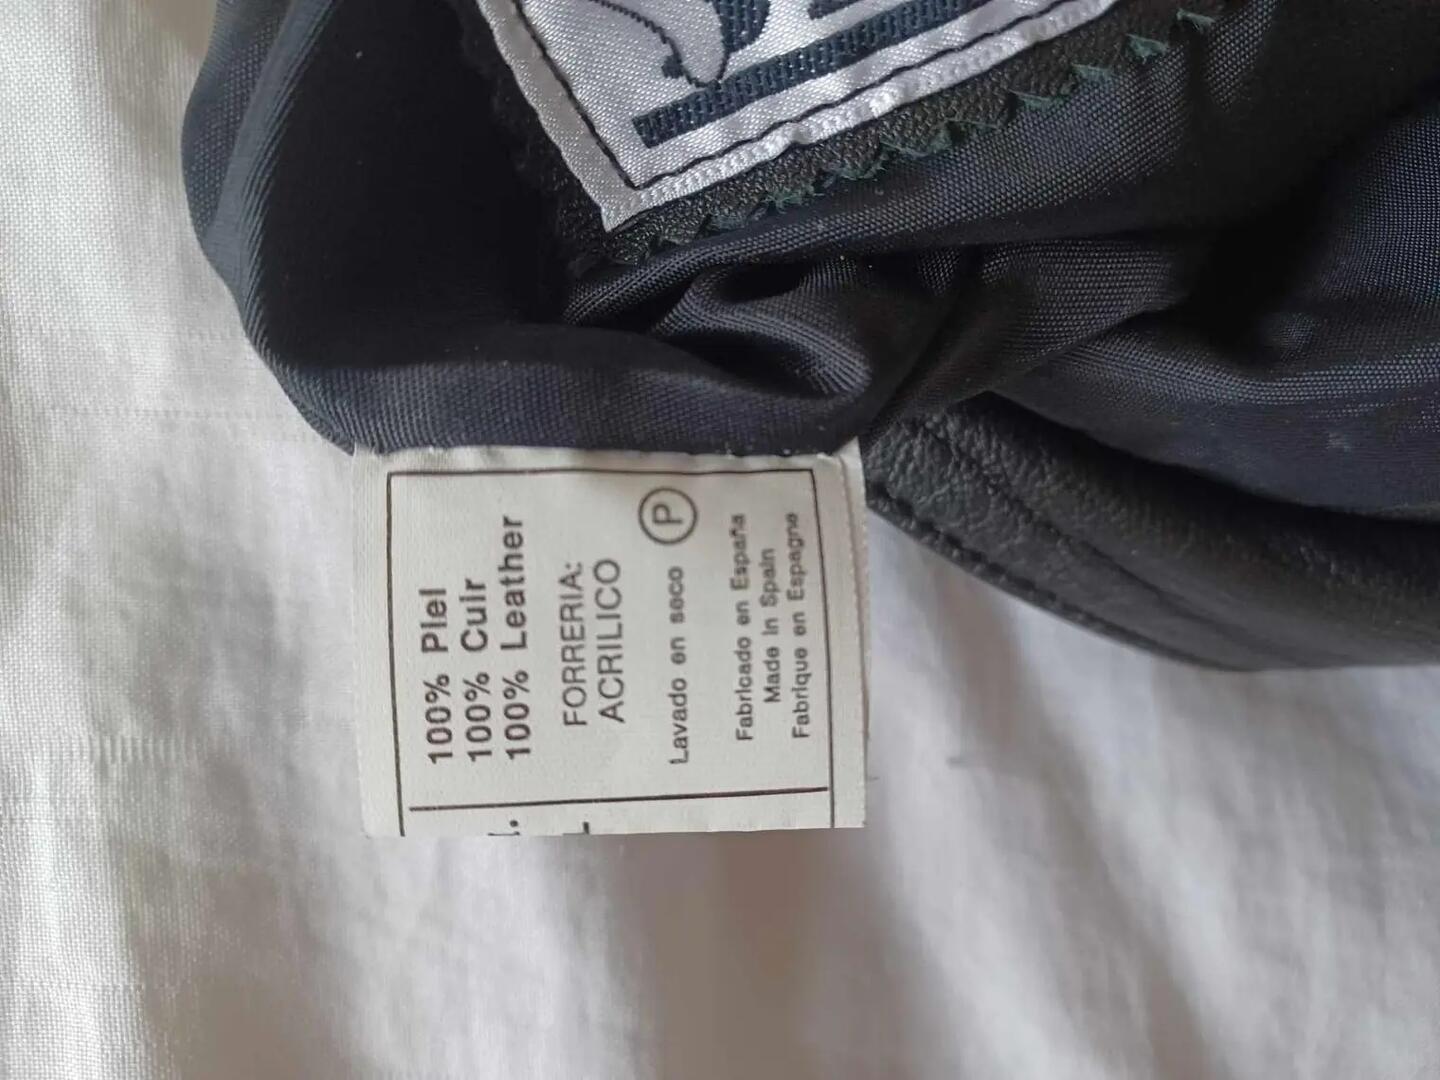 100% Piel
100% Cuir
100% Leather
FORRERIA:
ACRILICO
Lavado en seco P
Fabricado en España
Made in Spain
Fabrique en Espagne